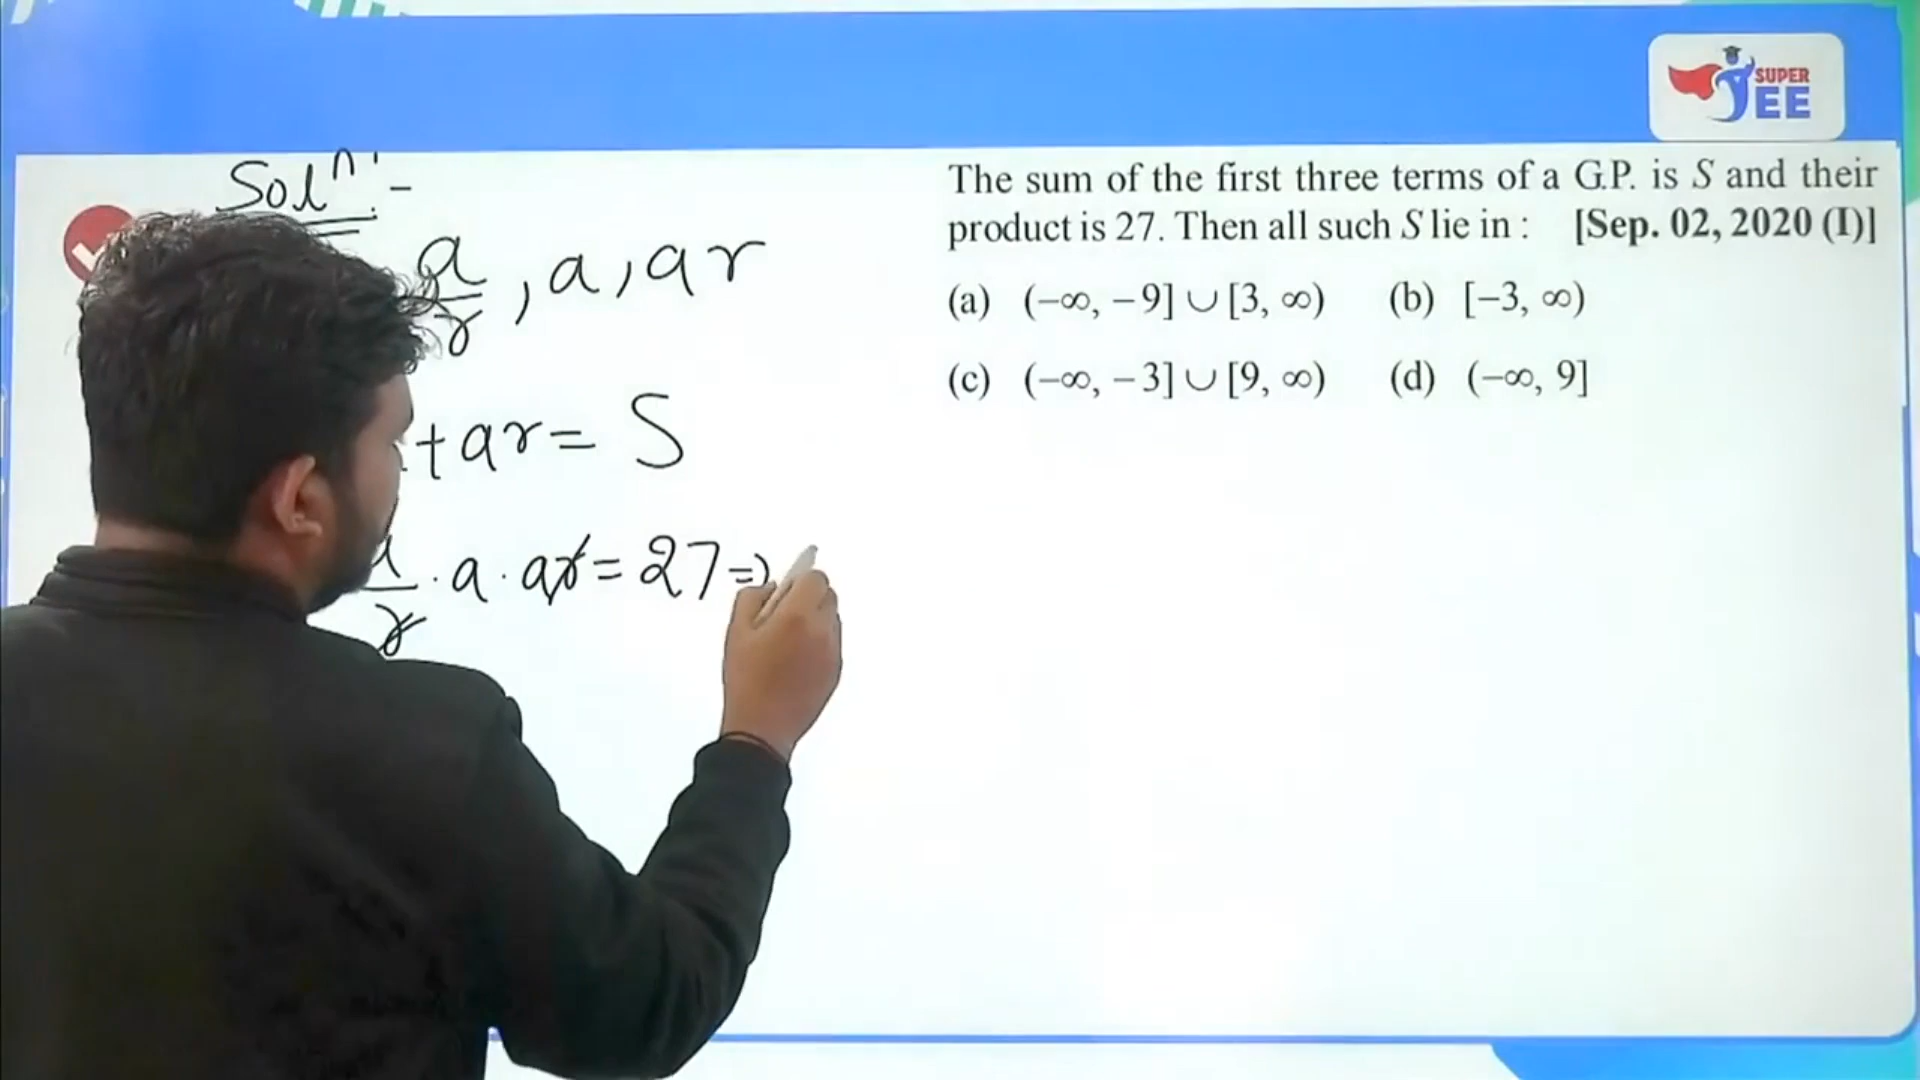 SUPER
JEE
Solⁿ:-
a/r, a, ar
+ ar = S
/r · a · ar = 27 =>
The sum of the first three terms of a G.P. is S and their
product is 27. Then all such S lie in : [Sep. 02, 2020 (I)]
(a) (–∞, –9] ∪ [3, ∞) (b) [–3, ∞)
(c) (–∞, –3] ∪ [9, ∞) (d) (–∞, 9]